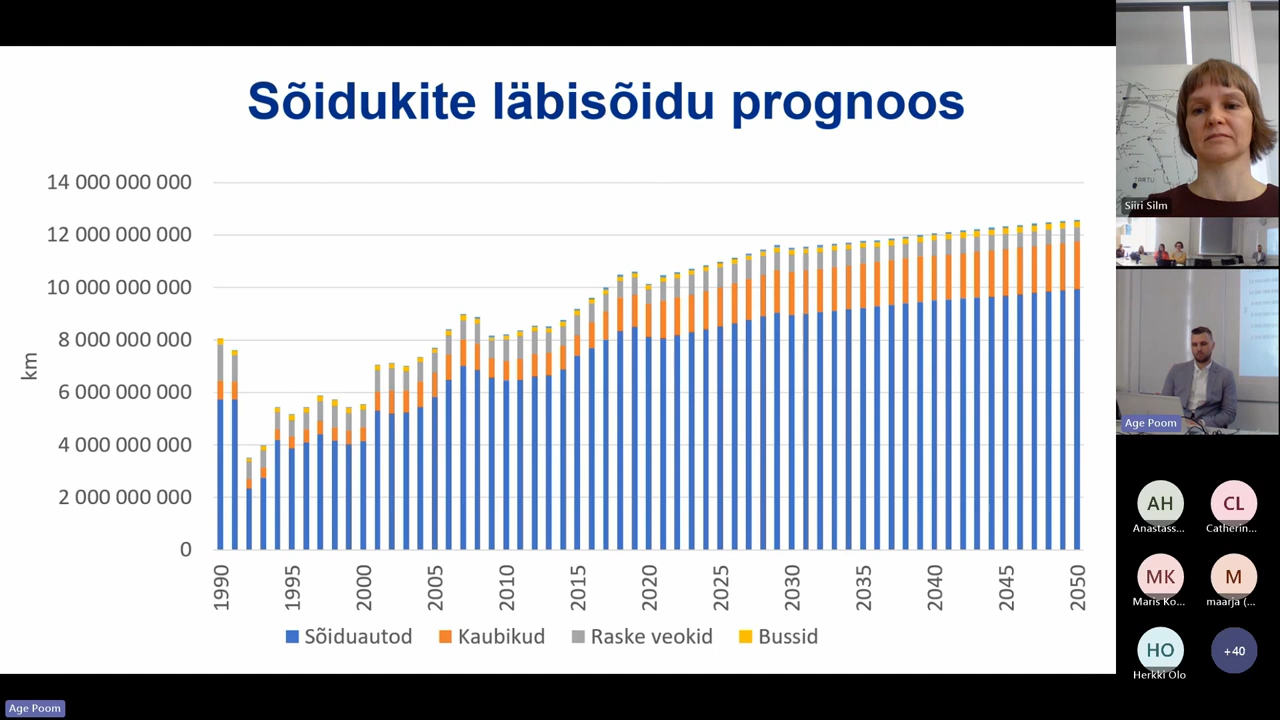 Sõidukite läbisõidu prognoos
14 000 000 000
12 000 000 000
10 000 000 000
8 000 000 000
6 000 000 000
4 000 000 000
2 000 000 000
0
km
1990
1995
2000
2005
2010
2015
2020
2025
2030
2035
2040
2045
2050
Sõiduautod
Kaubikud
Raske veokid
Bussid
Age Poom
TARTU
Siiri Silm
Age Poom
AH
CL
Anastass...
Catherin...
MK
M
Maris Ko...
maarja (...
HO
+40
Herkki Olo